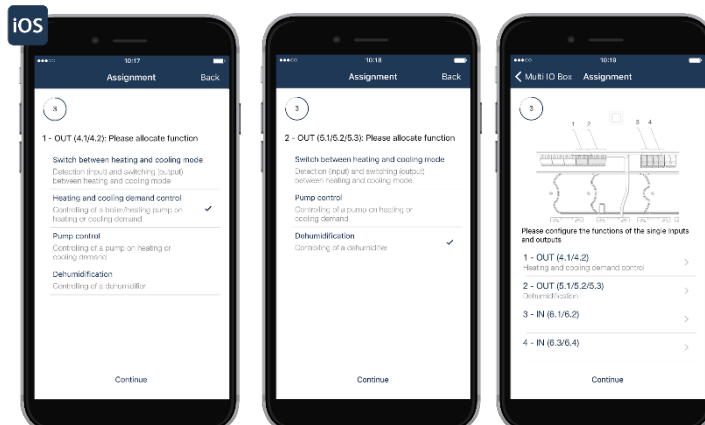 iOS
10:17
Assignment
Back
3
1 - OUT (4.1/4.2): Please allocate function
Switch between heating and cooling mode
Detection (input) and switching (output)
between heating and cooling mode
Heating and cooling demand control
Controlling of a boiler/heating pump on
heating or cooling demand
Pump control
Controlling of a pump on heating or
cooling demand
Dehumidification
Controlling of a dehumidifier
Continue
10:18
Assignment
Back
3
2 - OUT (5.1/5.2/5.3): Please allocate function
Switch between heating and cooling mode
Detection (input) and switching (output)
between heating and cooling mode
Pump control
Controlling of a pump on heating or
cooling demand
Dehumidification
Controlling of a dehumidifier
Continue
10:19
Multi IO Box
Assignment
3
1 2 3 4
Please configure the functions of the single inputs
and outputs
1 - OUT (4.1/4.2)
Heating and cooling demand control
2 - OUT (5.1/5.2/5.3)
Dehumidification
3 - IN (6.1/6.2)
4 - IN (6.3/6.4)
Continue